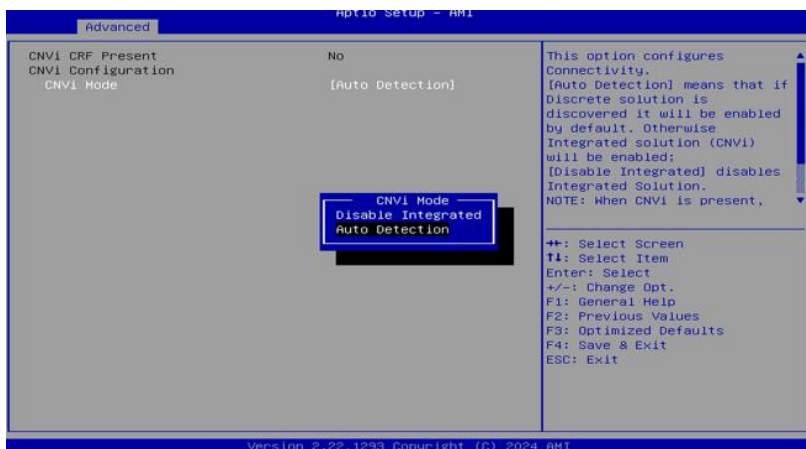 Aptio Setup - AMI
Advanced
CNVi CRF Present No
CNVi Configuration
CNVi Mode [Auto Detection]
CNVi Mode
Disable Integrated
Auto Detection
This option configures
Connectivity.
[Auto Detection] means that if
Discrete solution is
discovered it will be enabled
by default. Otherwise
Integrated solution (CNVi)
will be enabled;
[Disable Integrated] disables
Integrated Solution.
NOTE: When CNVi is present,
→←: Select Screen
↑↓: Select Item
Enter: Select
+/-: Change Opt.
F1: General Help
F2: Previous Values
F3: Optimized Defaults
F4: Save & Exit
ESC: Exit
Version 2.22.1293 Copyright (C) 2024 AMI